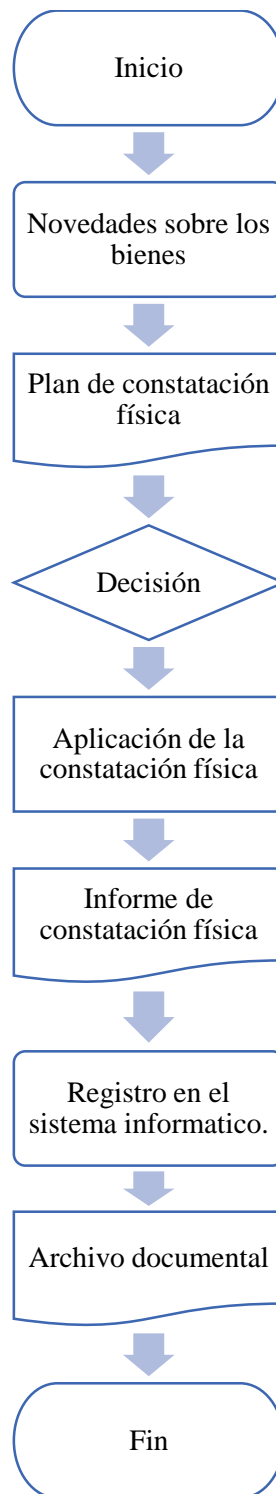 Inicio
Novedades sobre los
bienes
Plan de constatación
física
Decisión
Aplicación de la
constatación física
Informe de
constatación física
Registro en el
sistema informatico.
Archivo documental
Fin